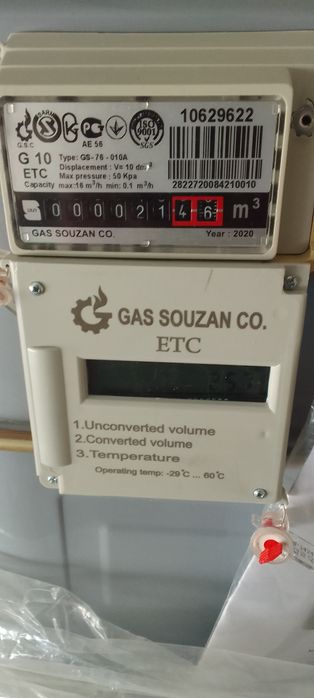 G.S.C
AE 56
ISO
9001
10629622
G 10
ETC
Type: GS-76-010A
Displacement : V= 10 dm³
Max pressure : 50 Kpa
Capacity max:16 m³/h min: 0.1 m³/h
2822720084210010
0 0 0 0 2 1 4 6 m³
GAS SOUZAN CO.
Year : 2020
GAS SOUZAN CO.
ETC
1.Unconverted volume
2.Converted volume
3.Temperature
Operating temp: -29°C ... 60°C